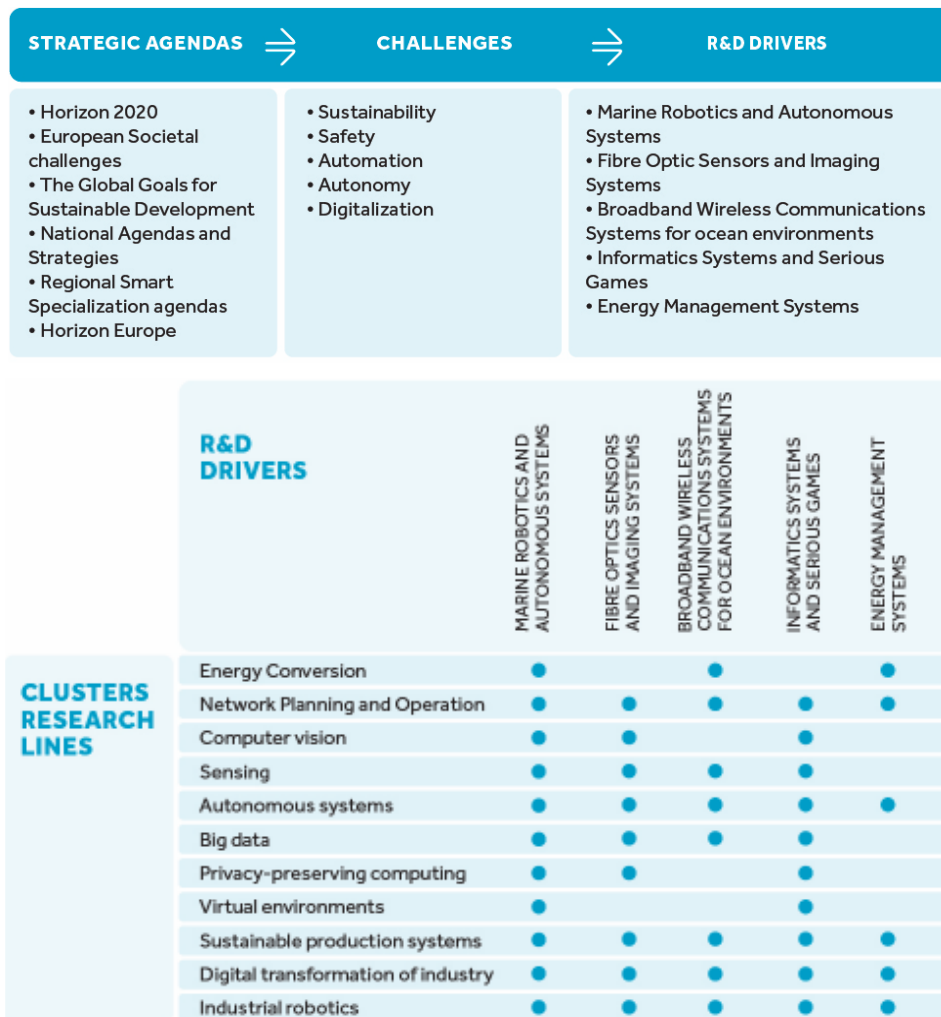 STRATEGIC AGENDAS
CHALLENGES
R&D DRIVERS
• Horizon 2020
• European Societal
challenges
• The Global Goals for
Sustainable Development
• National Agendas and
Strategies
• Regional Smart
Specialization agendas
• Horizon Europe
• Sustainability
• Safety
• Automation
• Autonomy
• Digitalization
• Marine Robotics and Autonomous
Systems
• Fibre Optic Sensors and Imaging
Systems
• Broadband Wireless Communications
Systems for ocean environments
• Informatics Systems and Serious
Games
• Energy Management Systems
R&D
DRIVERS
MARINE ROBOTICS AND
AUTONOMOUS SYSTEMS
FIBRE OPTICS SENSORS
AND IMAGING SYSTEMS
BROADBAND WIRELESS
COMMUNICATIONS SYSTEMS
FOR OCEAN ENVIRONMENTS
INFORMATICS SYSTEMS
AND SERIOUS GAMES
ENERGY MANAGEMENT
SYSTEMS
CLUSTERS
RESEARCH
LINES
Energy Conversion
Network Planning and Operation
Computer vision
Sensing
Autonomous systems
Big data
Privacy-preserving computing
Virtual environments
Sustainable production systems
Digital transformation of industry
Industrial robotics